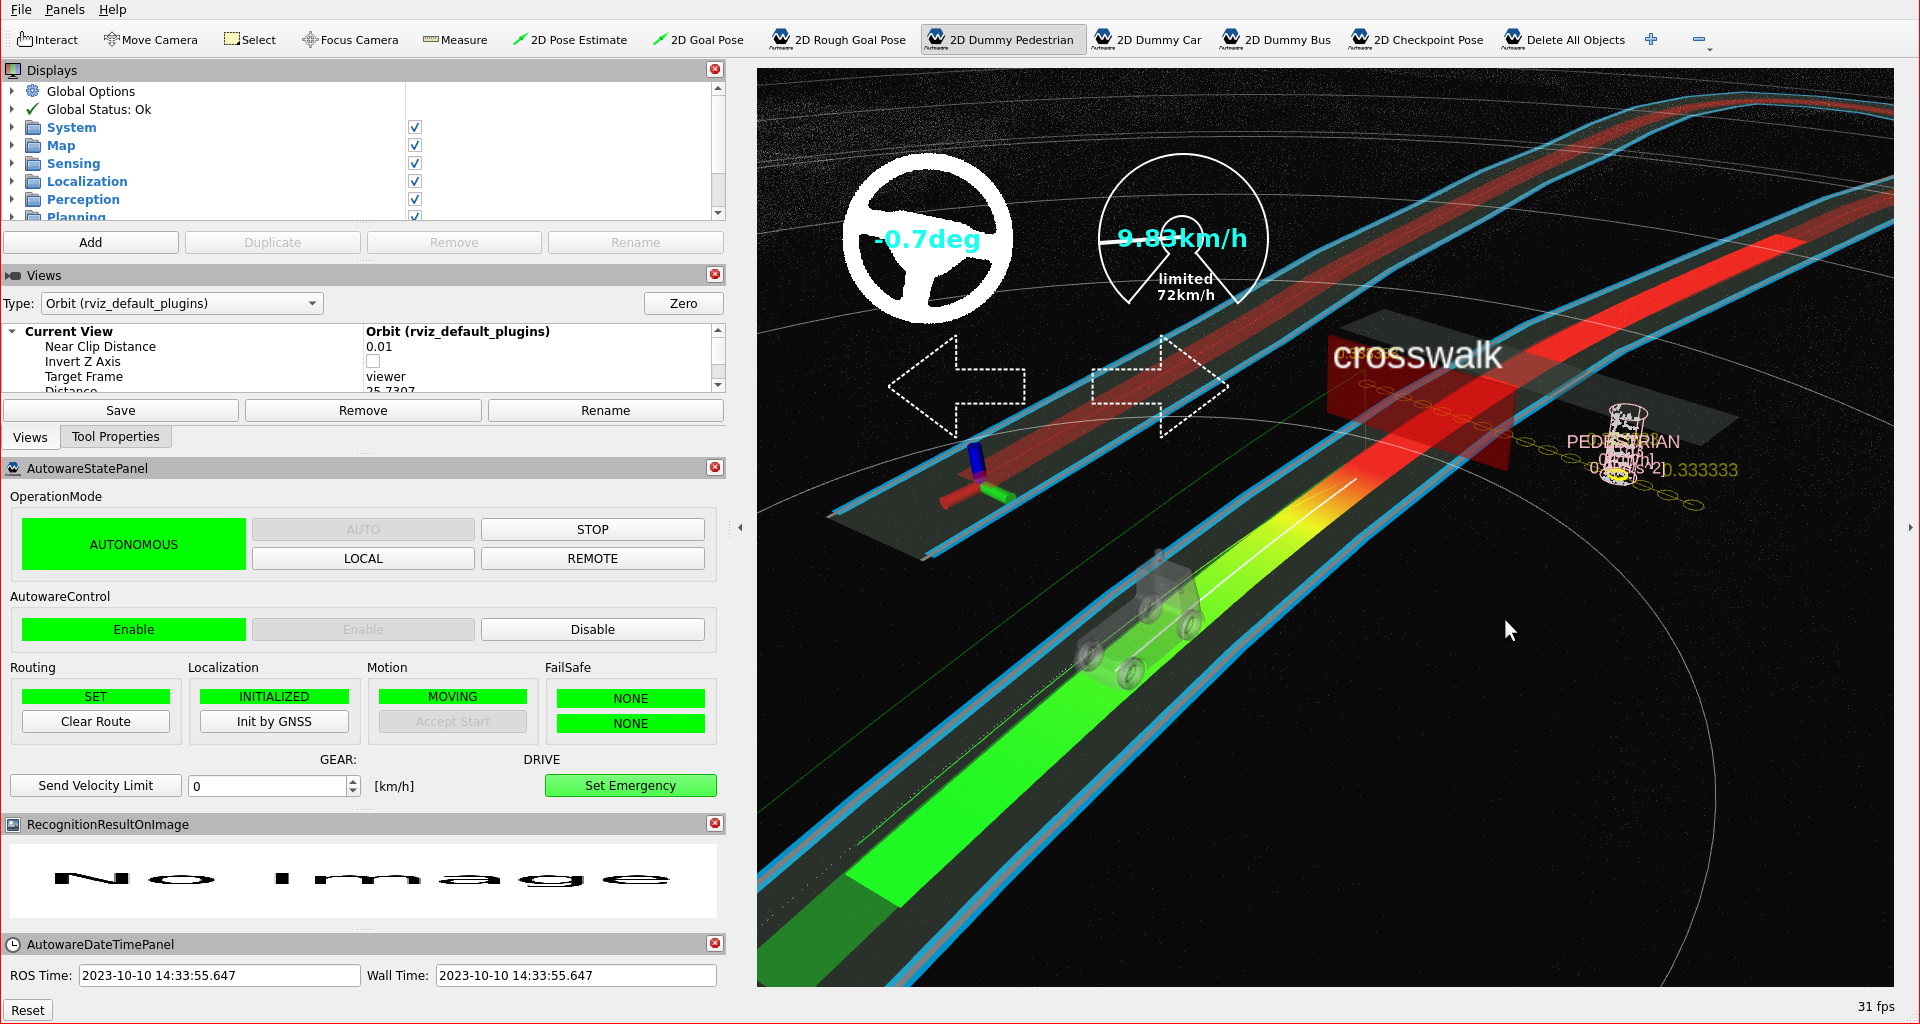 File Panels Help
Interact Move Camera Select Focus Camera Measure 2D Pose Estimate 2D Goal Pose 2D Rough Goal Pose 2D Dummy Pedestrian 2D Dummy Car 2D Dummy Bus 2D Checkpoint Pose Delete All Objects
Displays
Global Options
Global Status: Ok
System
Map
Sensing
Localization
Perception
Planning
Add Duplicate Remove Rename
Views
Type: Orbit (rviz_default_plugins) Zero
Current View Orbit (rviz_default_plugins)
Near Clip Distance 0.01
Invert Z Axis
Target Frame viewer
Distance 25.7307
Save Remove Rename
Views Tool Properties
AutowareStatePanel
OperationMode
AUTONOMOUS AUTO STOP
LOCAL REMOTE
AutowareControl
Enable Enable Disable
Routing Localization Motion FailSafe
SET INITIALIZED MOVING NONE
Clear Route Init by GNSS Accept Start NONE
GEAR: DRIVE
Send Velocity Limit 0 [km/h] Set Emergency
RecognitionResultOnImage
No Image
AutowareDateTimePanel
ROS Time: 2023-10-10 14:33:55.647 Wall Time: 2023-10-10 14:33:55.647
Reset
-0.7deg
9.83km/h
limited
72km/h
crosswalk
PEDESTRIAN
0.333333
31 fps